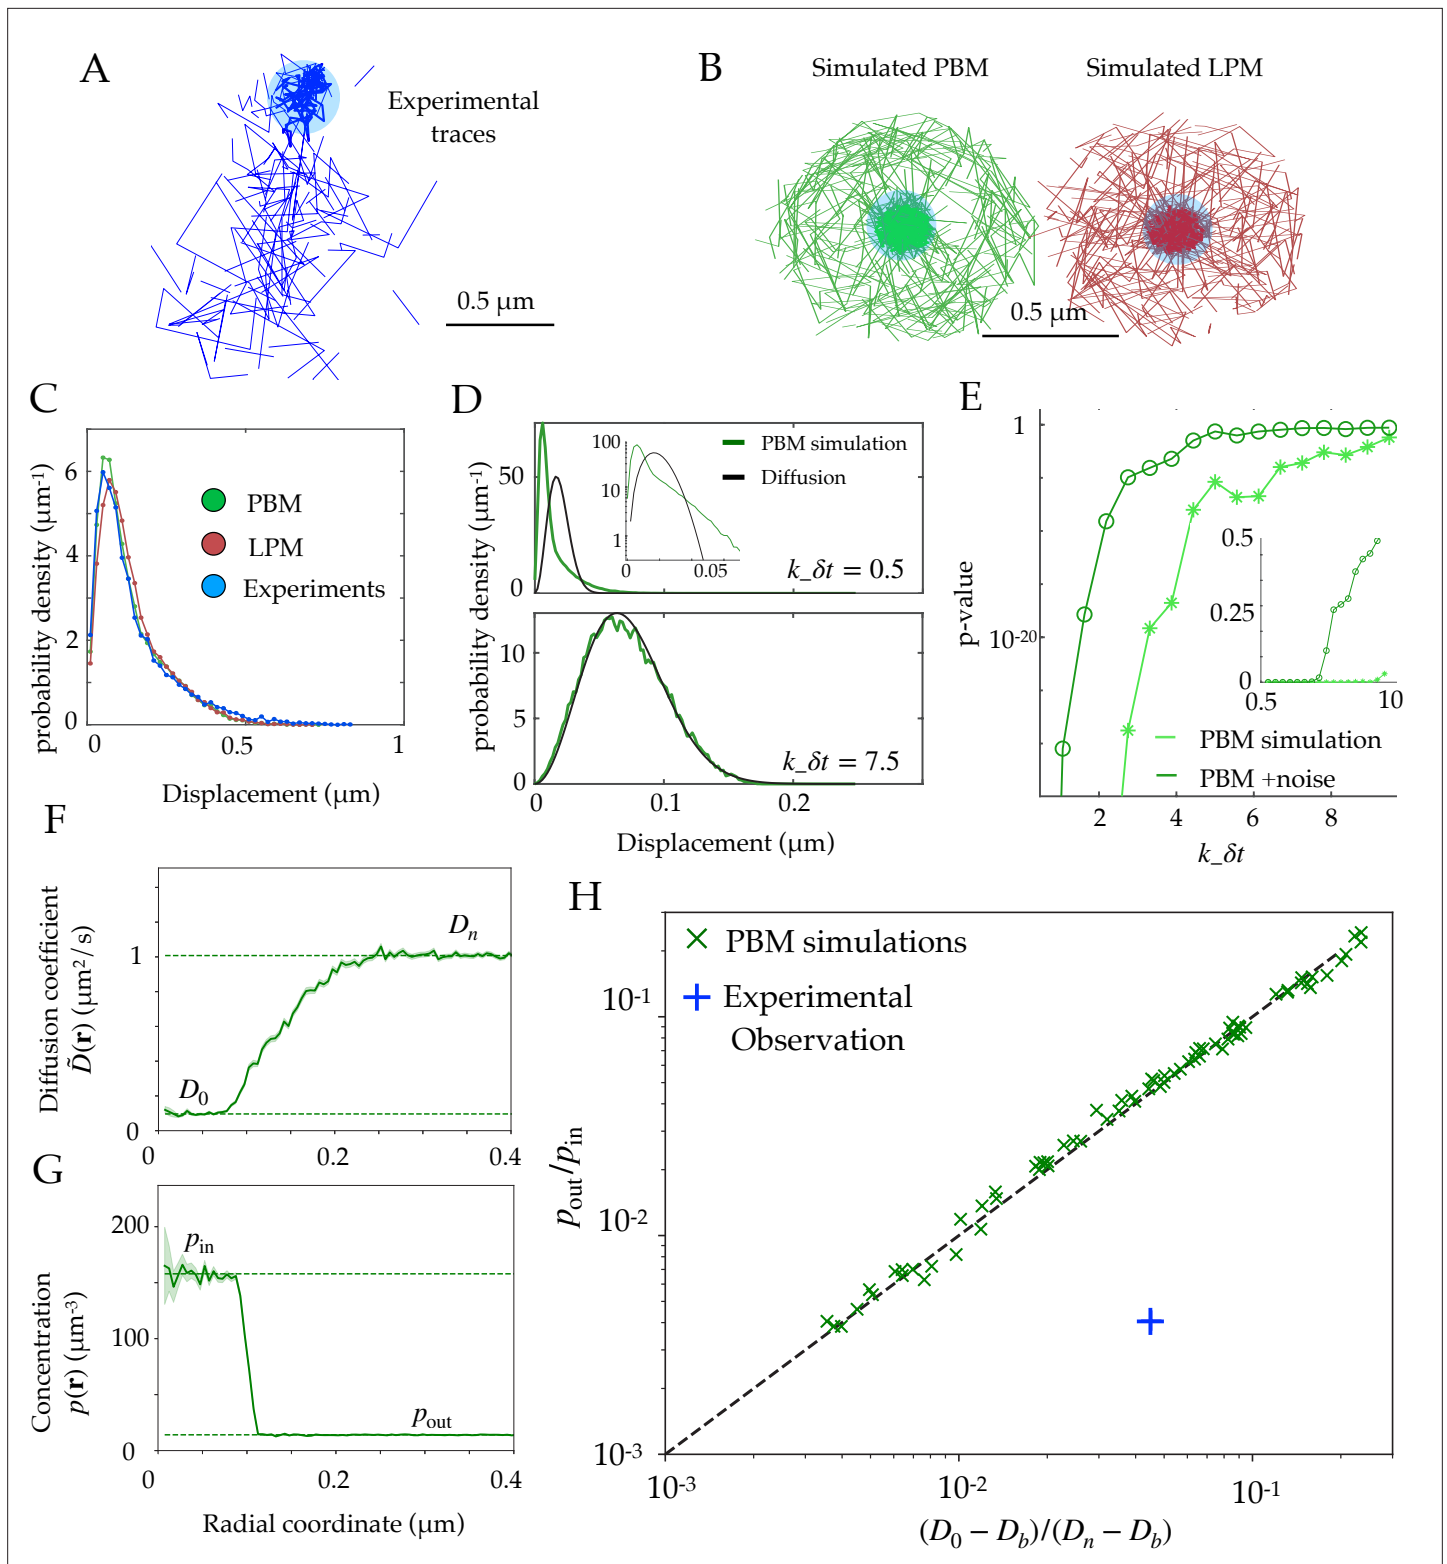 A
Experimental
traces
0.5 μm
B
Simulated PBM
Simulated LPM
0.5 μm
C
probability density (μm⁻¹)
6
4
2
0
PBM
LPM
Experiments
0
0.5
1
Displacement (μm)
D
probability density (μm⁻¹)
50
0
100
10
1
0
0.05
PBM simulation
Diffusion
k_δt = 0.5
10
5
0
k_δt = 7.5
0
0.1
0.2
Displacement (μm)
E
p-value
1
10⁻²⁰
0.5
0.25
0
0.5
10
PBM simulation
PBM +noise
2
4
6
8
k_δt
F
Diffusion coefficient
D̃(r) (μm²/s)
1
0
D₀
Dₙ
0
0.2
0.4
G
Concentration
p(r) (μm⁻³)
200
100
0
p_in
p_out
0
0.2
0.4
Radial coordinate (μm)
H
PBM simulations
Experimental
Observation
p_out/p_in
10⁻¹
10⁻²
10⁻³
10⁻³
10⁻²
10⁻¹
(D₀ − D_b)/(Dₙ − D_b)